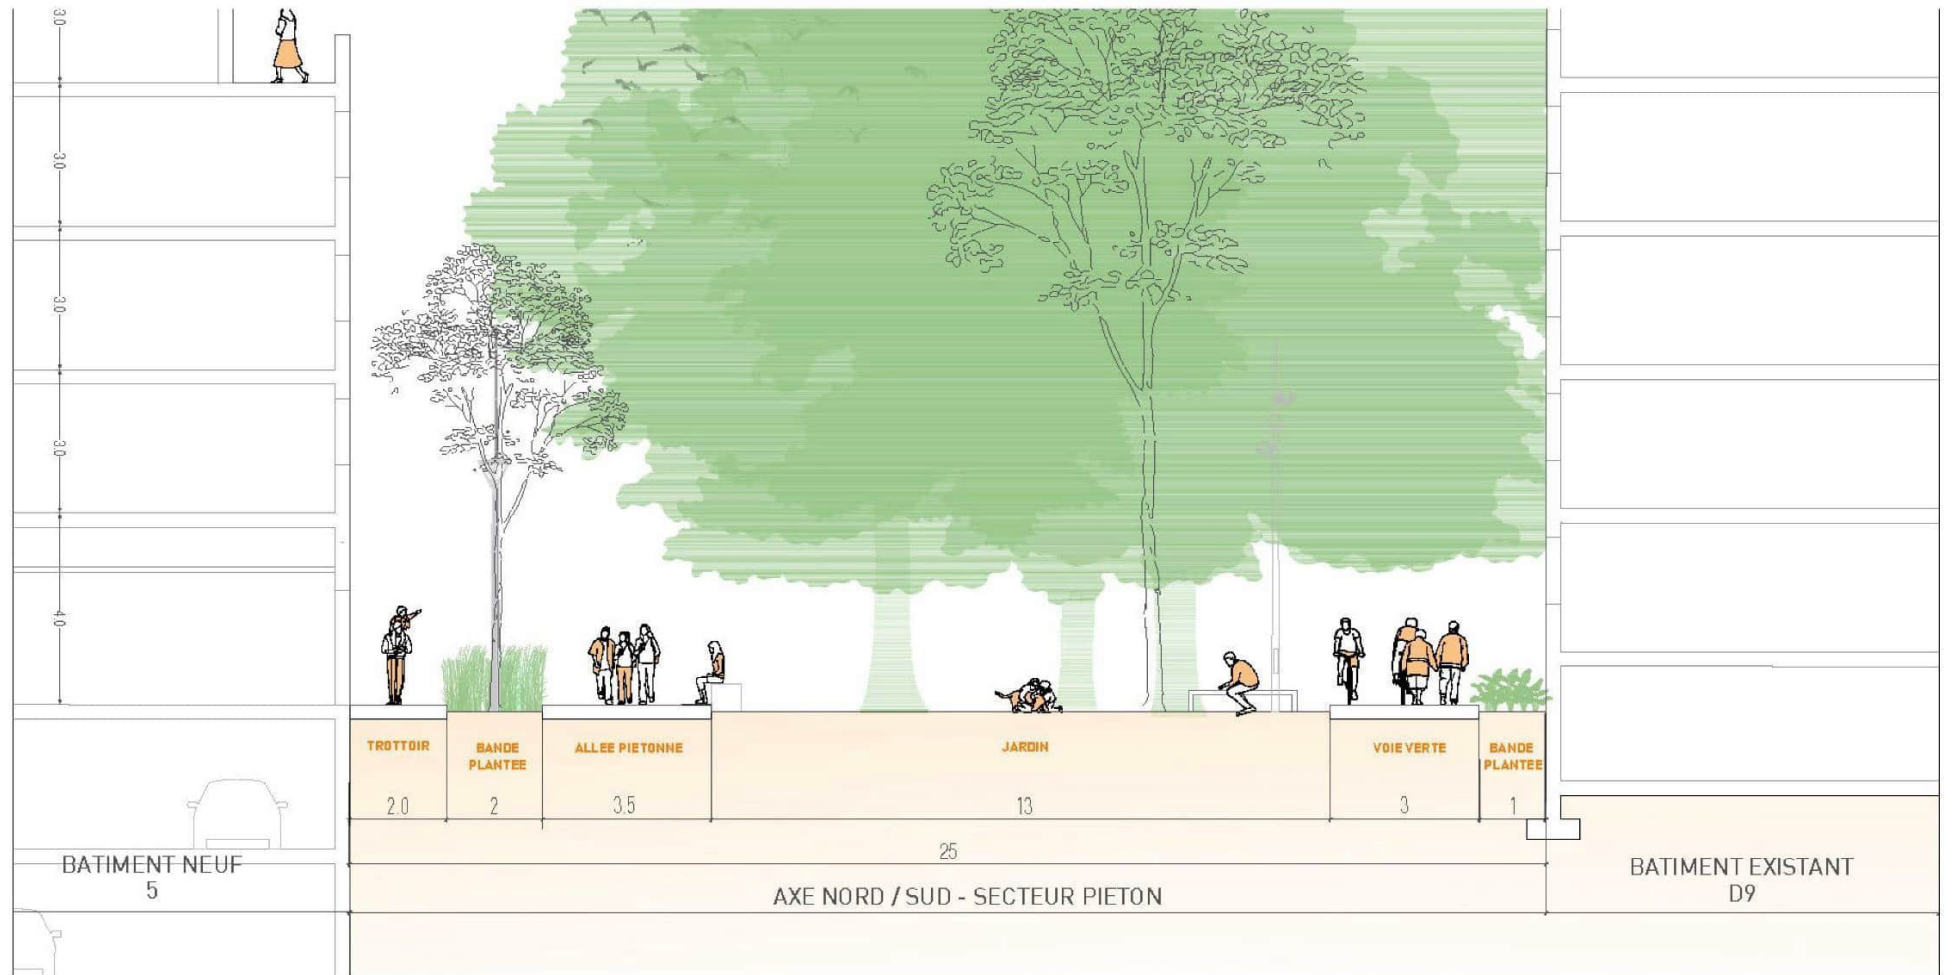 3.0
3.0
3.0
3.0
4.0
TROTTOIR
BANDE
PLANTEE
ALLEE PIETONNE
JARDIN
VOIE VERTE
BANDE
PLANTEE
2.0
2
3.5
13
3
1
25
BATIMENT NEUF
5
AXE NORD / SUD - SECTEUR PIETON
BATIMENT EXISTANT
D9